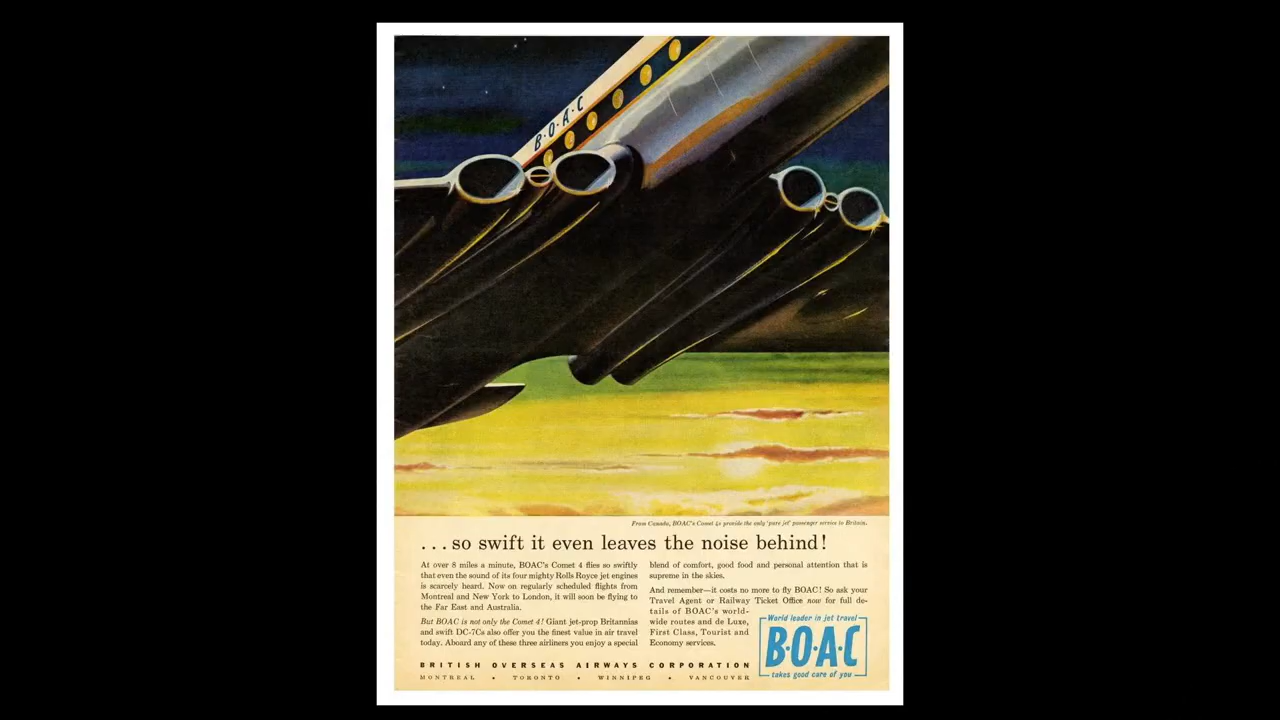 B·O·A·C
From Canada, BOAC's Comet 4s provide the only 'pure jet' passenger service to Britain.
...so swift it even leaves the noise behind!
At over 8 miles a minute, BOAC's Comet 4 flies so swiftly
that even the sound of its four mighty Rolls Royce jet engines
is scarcely heard. Now on regularly scheduled flights from
Montreal and New York to London, it will soon be flying to
the Far East and Australia.
But BOAC is not only the Comet 4! Giant jet-prop Britannias
and swift DC-7Cs also offer you the finest value in air travel
today. Aboard any of these three airliners you enjoy a special
blend of comfort, good food and personal attention that is
supreme in the skies.
And remember—it costs no more to fly BOAC! So ask your
Travel Agent or Railway Ticket Office now for full de-
tails of BOAC's world-
wide routes and de Luxe,
First Class, Tourist and
Economy services.
World leader in jet travel
B·O·A·C
takes good care of you
BRITISH OVERSEAS AIRWAYS CORPORATION
MONTREAL • TORONTO • WINNIPEG • VANCOUVER